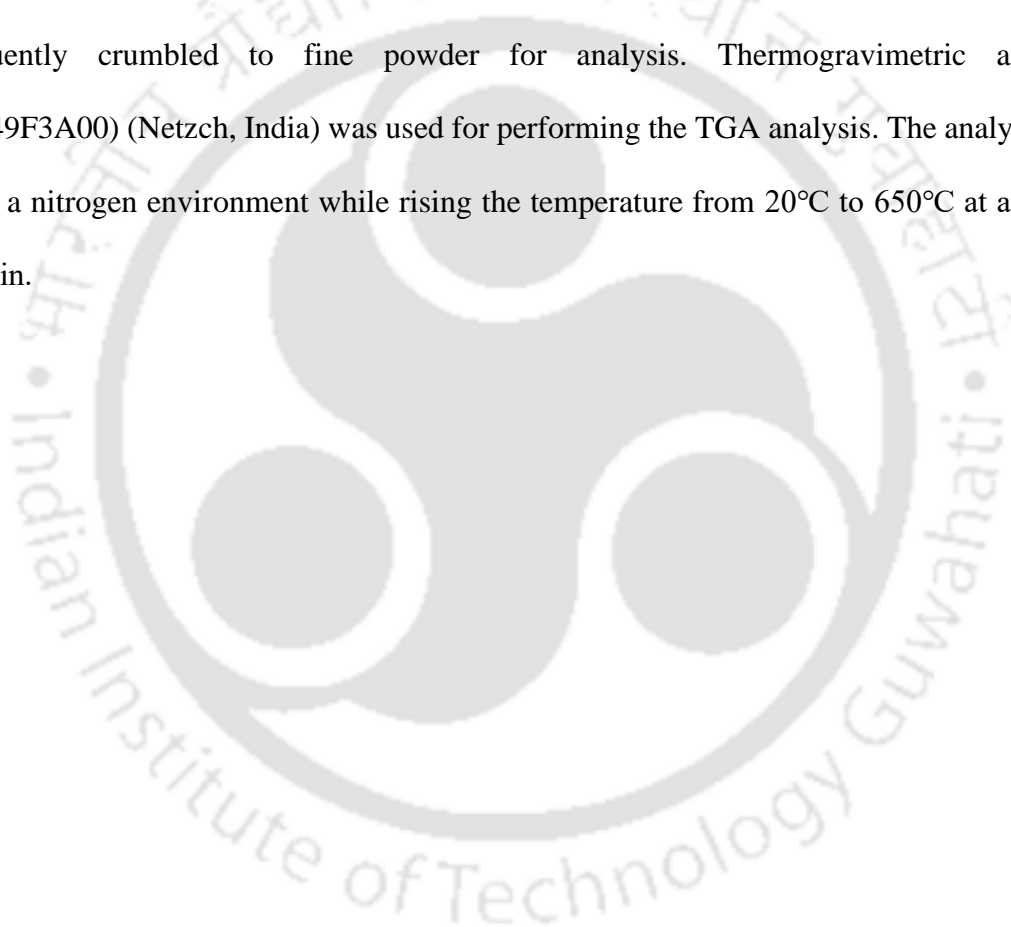 uently crumbled to fine powder for analysis. Thermogravimetric a
49F3A00) (Netzch, India) was used for performing the TGA analysis. The analy
a nitrogen environment while rising the temperature from 20°C to 650°C at a
in.
Indian Institute of Technology Guwahati